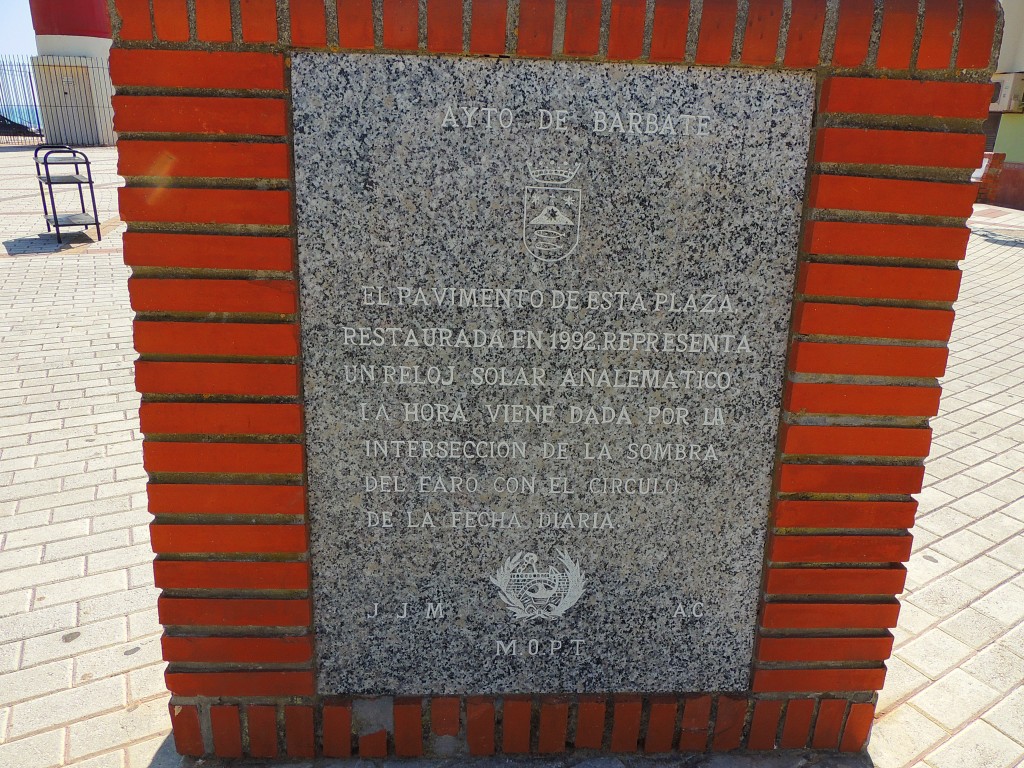 AYTO DE BARBATE
EL PAVIMENTO DE ESTA PLAZA,
RESTAURADA EN 1992, REPRESENTA
UN RELOJ SOLAR ANALEMATICO
LA HORA VIENE DADA POR LA
INTERSECCION DE LA SOMBRA
DEL FARO CON EL CIRCULO
DE LA FECHA DIARIA.
J J M AC
M.O.P.T